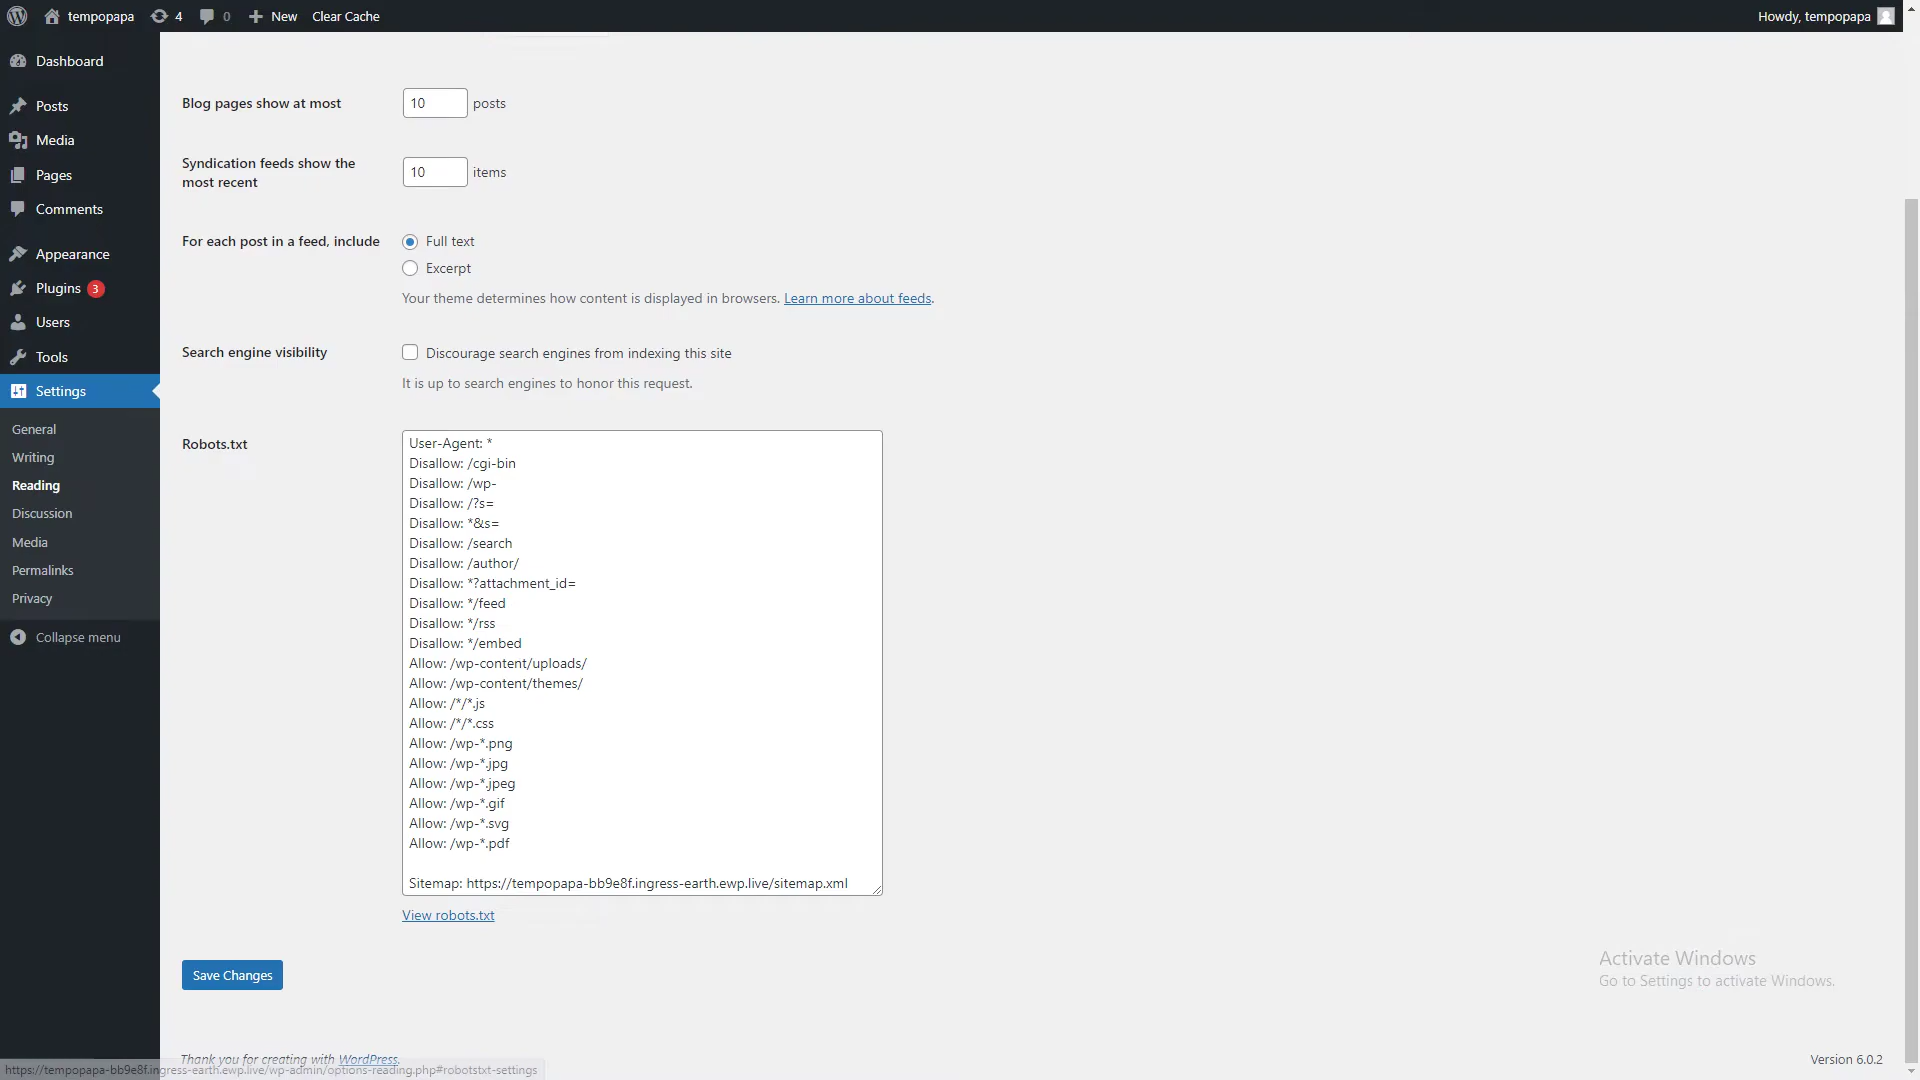 tempopapa 4 0 New Clear Cache Howdy, tempopapa
Dashboard
Posts
Media
Pages
Comments
Appearance
Plugins 3
Users
Tools
Settings
General
Writing
Reading
Discussion
Media
Permalinks
Privacy
Collapse menu
Blog pages show at most 10 posts
Syndication feeds show the
most recent 10 items
For each post in a feed, include Full text
Excerpt
Your theme determines how content is displayed in browsers. Learn more about feeds.
Search engine visibility Discourage search engines from indexing this site
It is up to search engines to honor this request.
Robots.txt
User-Agent: *
Disallow: /cgi-bin
Disallow: /wp-
Disallow: /?s=
Disallow: *&s=
Disallow: /search
Disallow: /author/
Disallow: *?attachment_id=
Disallow: */feed
Disallow: */rss
Disallow: */embed
Allow: /wp-content/uploads/
Allow: /wp-content/themes/
Allow: /*/*.js
Allow: /*/*.css
Allow: /wp-*.png
Allow: /wp-*.jpg
Allow: /wp-*.jpeg
Allow: /wp-*.gif
Allow: /wp-*.svg
Allow: /wp-*.pdf
Sitemap: https://tempopapa-bb9e8f.ingress-earth.ewp.live/sitemap.xml
View robots.txt
Save Changes
Activate Windows
Go to Settings to activate Windows.
Thank you for creating with WordPress.
Version 6.0.2
https://tempopapa-bb9e8f.ingress-earth.ewp.live/wp-admin/options-reading.php#robotstxt-settings